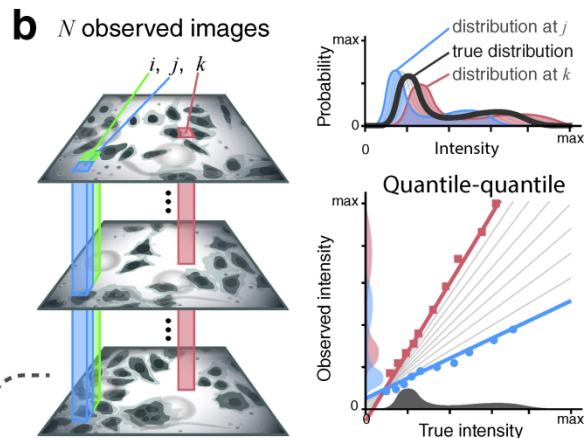 b N observed images
i, j, k
distribution at j
true distribution
distribution at k
max
Probability
0
0
Intensity
max
Quantile-quantile
max
Observed intensity
0
0
True intensity
max